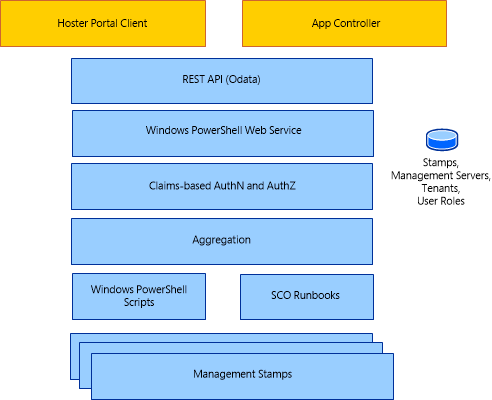 Hoster Portal Client
App Controller
REST API (Odata)
Windows PowerShell Web Service
Claims-based AuthN and AuthZ
Stamps,
Management Servers,
Tenants,
User Roles
Aggregation
Windows PowerShell
Scripts
SCO Runbooks
Management Stamps